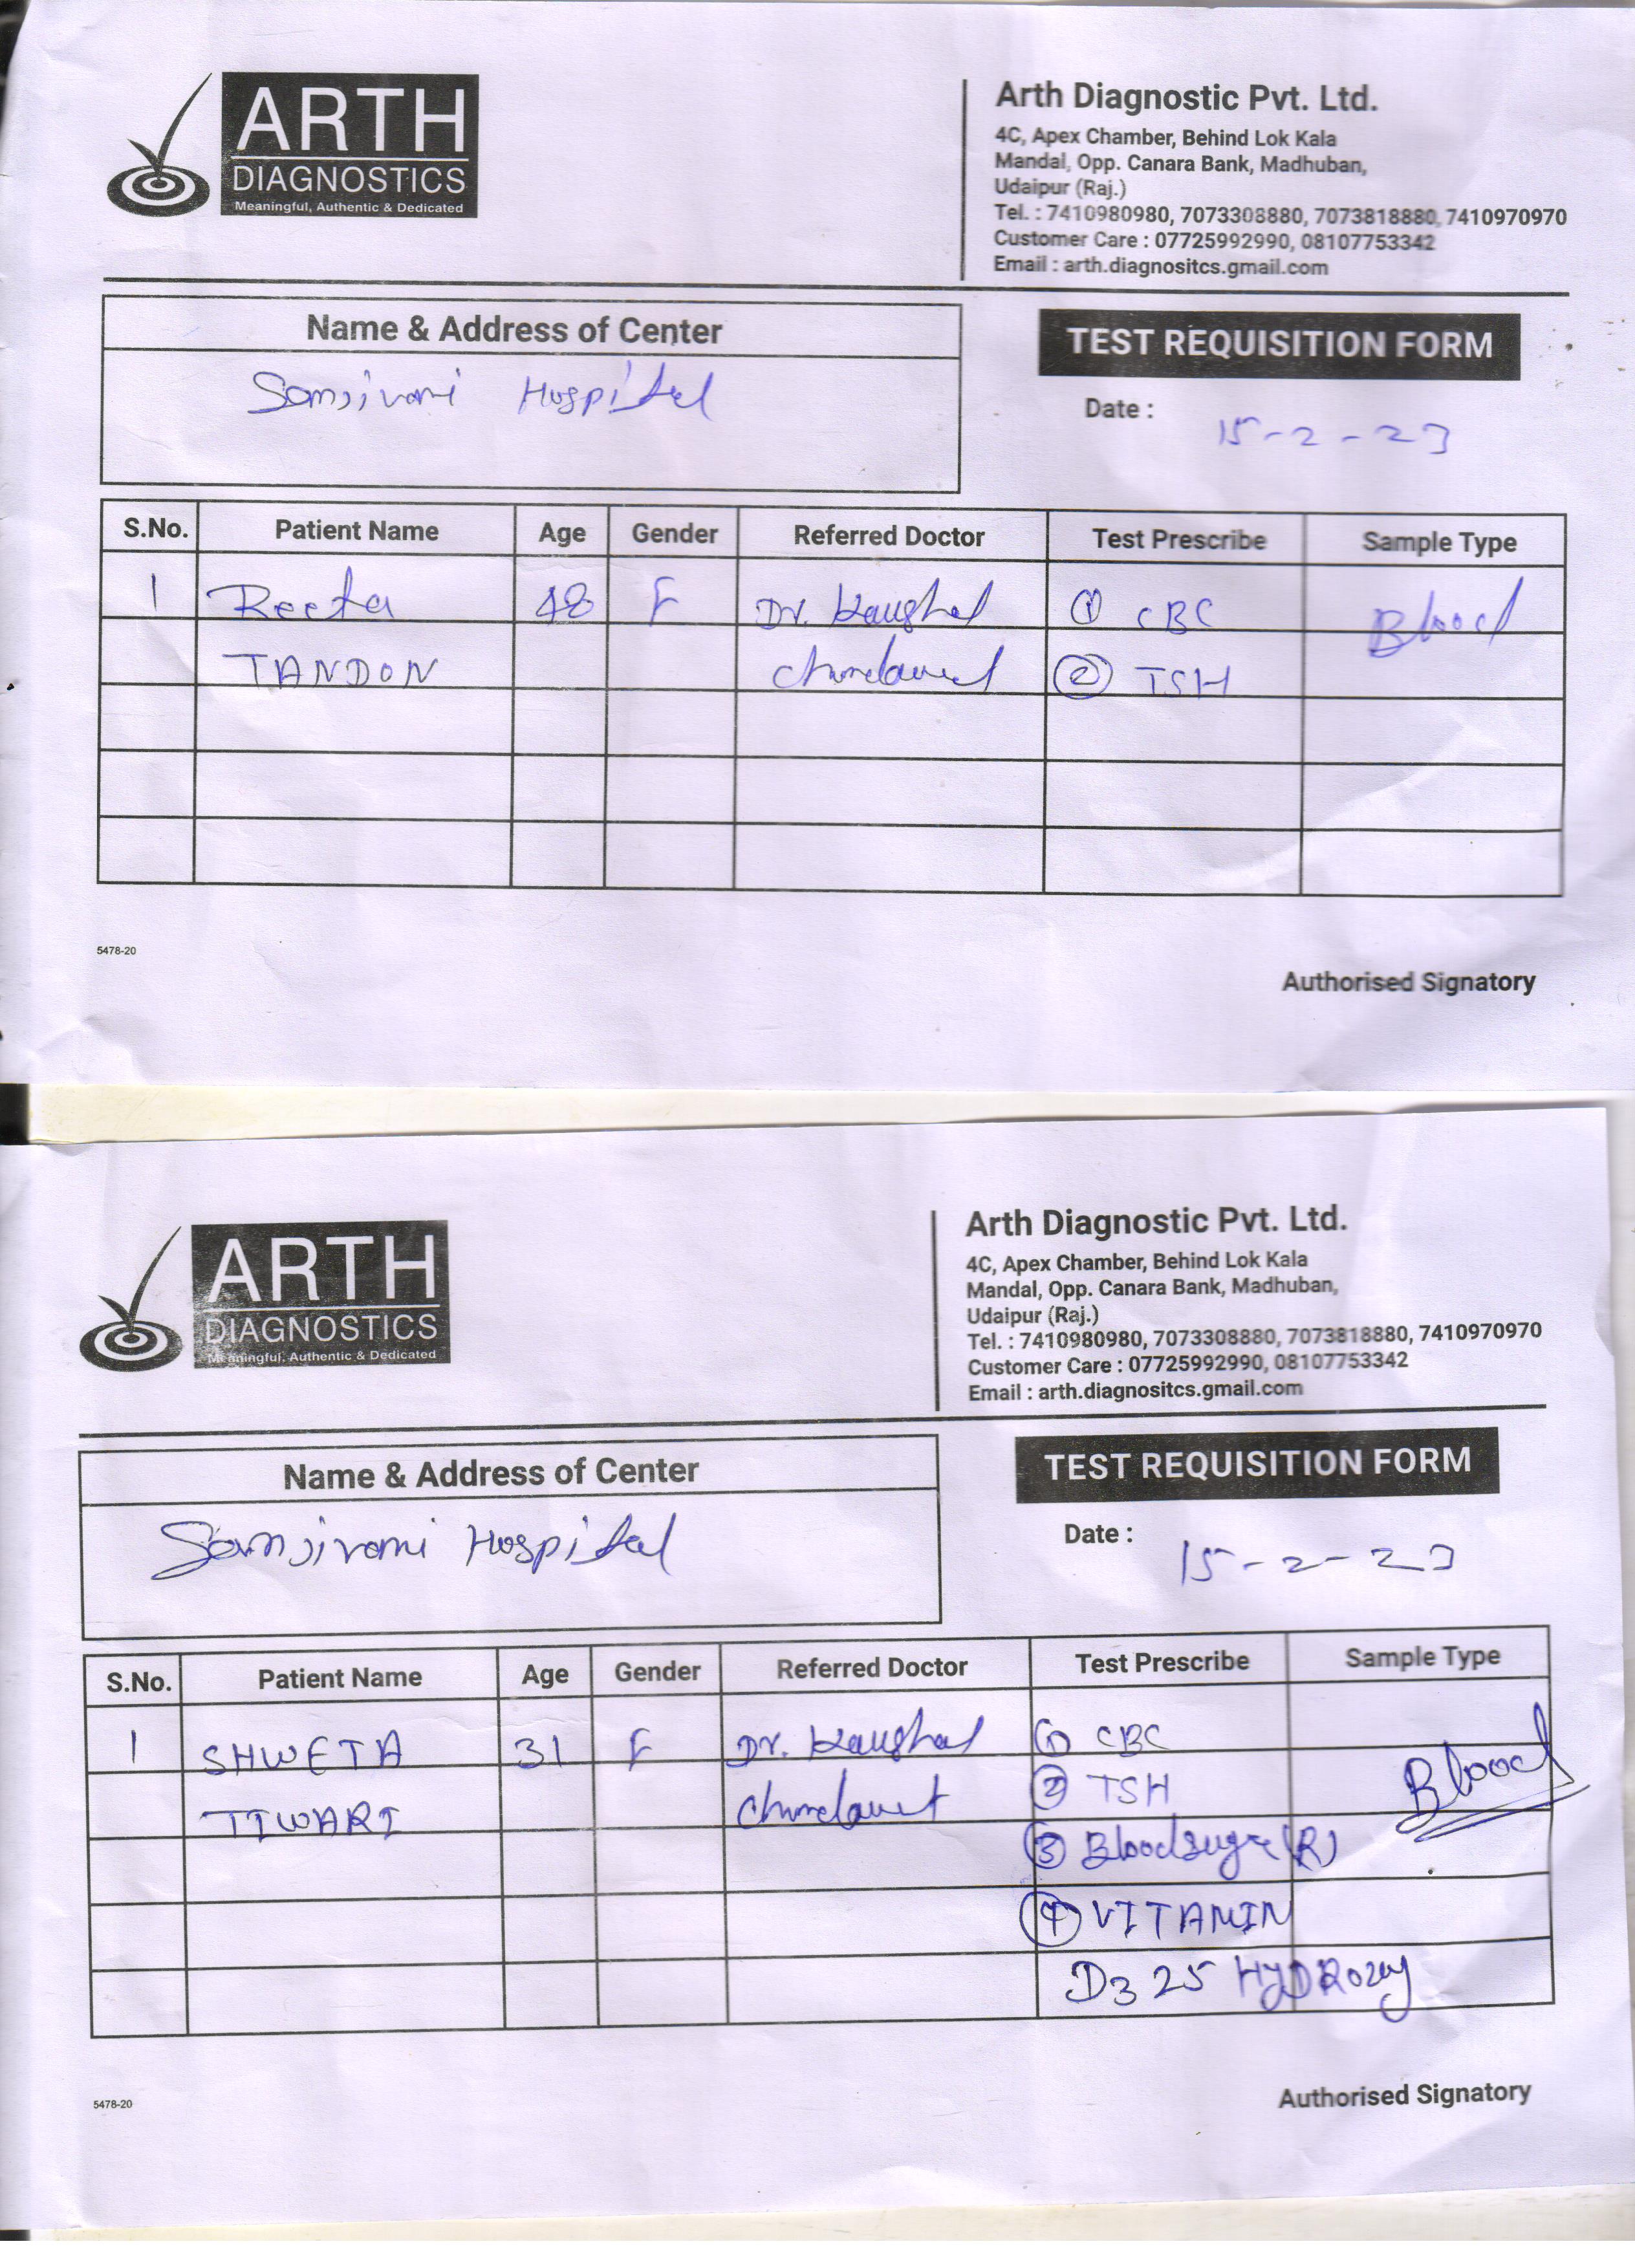 ARTH
DIAGNOSTICS
Meaningful, Authentic & Dedicated
Arth Diagnostic Pvt. Ltd.
4C, Apex Chamber, Behind Lok Kala
Mandal, Opp. Canara Bank, Madhuban,
Udaipur (Raj.)
Tel. : 7410980980, 7073308880, 7073818880, 7410970970
Customer Care : 07725992990, 08107753342
Email : arth.diagnositcs.gmail.com
Name & Address of Center
Sanjivani Hospital
TEST REQUISITION FORM
Date : 15-2-23
S.No. Patient Name Age Gender Referred Doctor Test Prescribe Sample Type
1 Reeta 48 F Dr. Kaushal ① CBC Blood
TANDON Chundawat ② TSH
5478-20
Authorised Signatory
ARTH
DIAGNOSTICS
Meaningful, Authentic & Dedicated
Arth Diagnostic Pvt. Ltd.
4C, Apex Chamber, Behind Lok Kala
Mandal, Opp. Canara Bank, Madhuban,
Udaipur (Raj.)
Tel. : 7410980980, 7073308880, 7073818880, 7410970970
Customer Care : 07725992990, 08107753342
Email : arth.diagnositcs.gmail.com
Name & Address of Center
Sanjivani Hospital
TEST REQUISITION FORM
Date : 15-2-23
S.No. Patient Name Age Gender Referred Doctor Test Prescribe Sample Type
1 SHWETA 31 F Dr. Kaushal ① CBC Blood
TIWARI Chundawat ② TSH
③ Bloodsugar (R)
④ VITAMIN
D3 25 HYDROXY
5478-20
Authorised Signatory